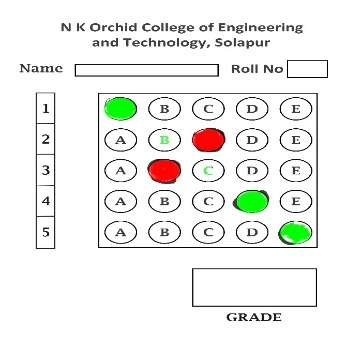 N K Orchid College of Engineering
and Technology, Solapur
Name Roll No
1 B C D E
2 A B D E
3 A C D E
4 A B C E
5 A B C D
GRADE